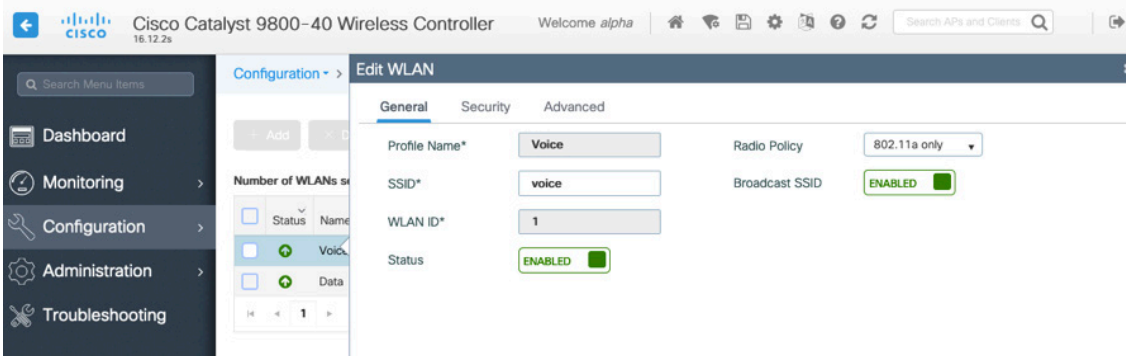 CISCO
Cisco Catalyst 9800-40 Wireless Controller
16.12.2s
Welcome alpha
Search APs and Clients
Search Menu Items
Dashboard
Monitoring
Configuration
Administration
Troubleshooting
Configuration >
+ Add
× D
Number of WLANs se
Status Name
Voice
Data
1
Edit WLAN
General Security Advanced
Profile Name* Voice
SSID* voice
WLAN ID* 1
Status ENABLED
Radio Policy 802.11a only
Broadcast SSID ENABLED